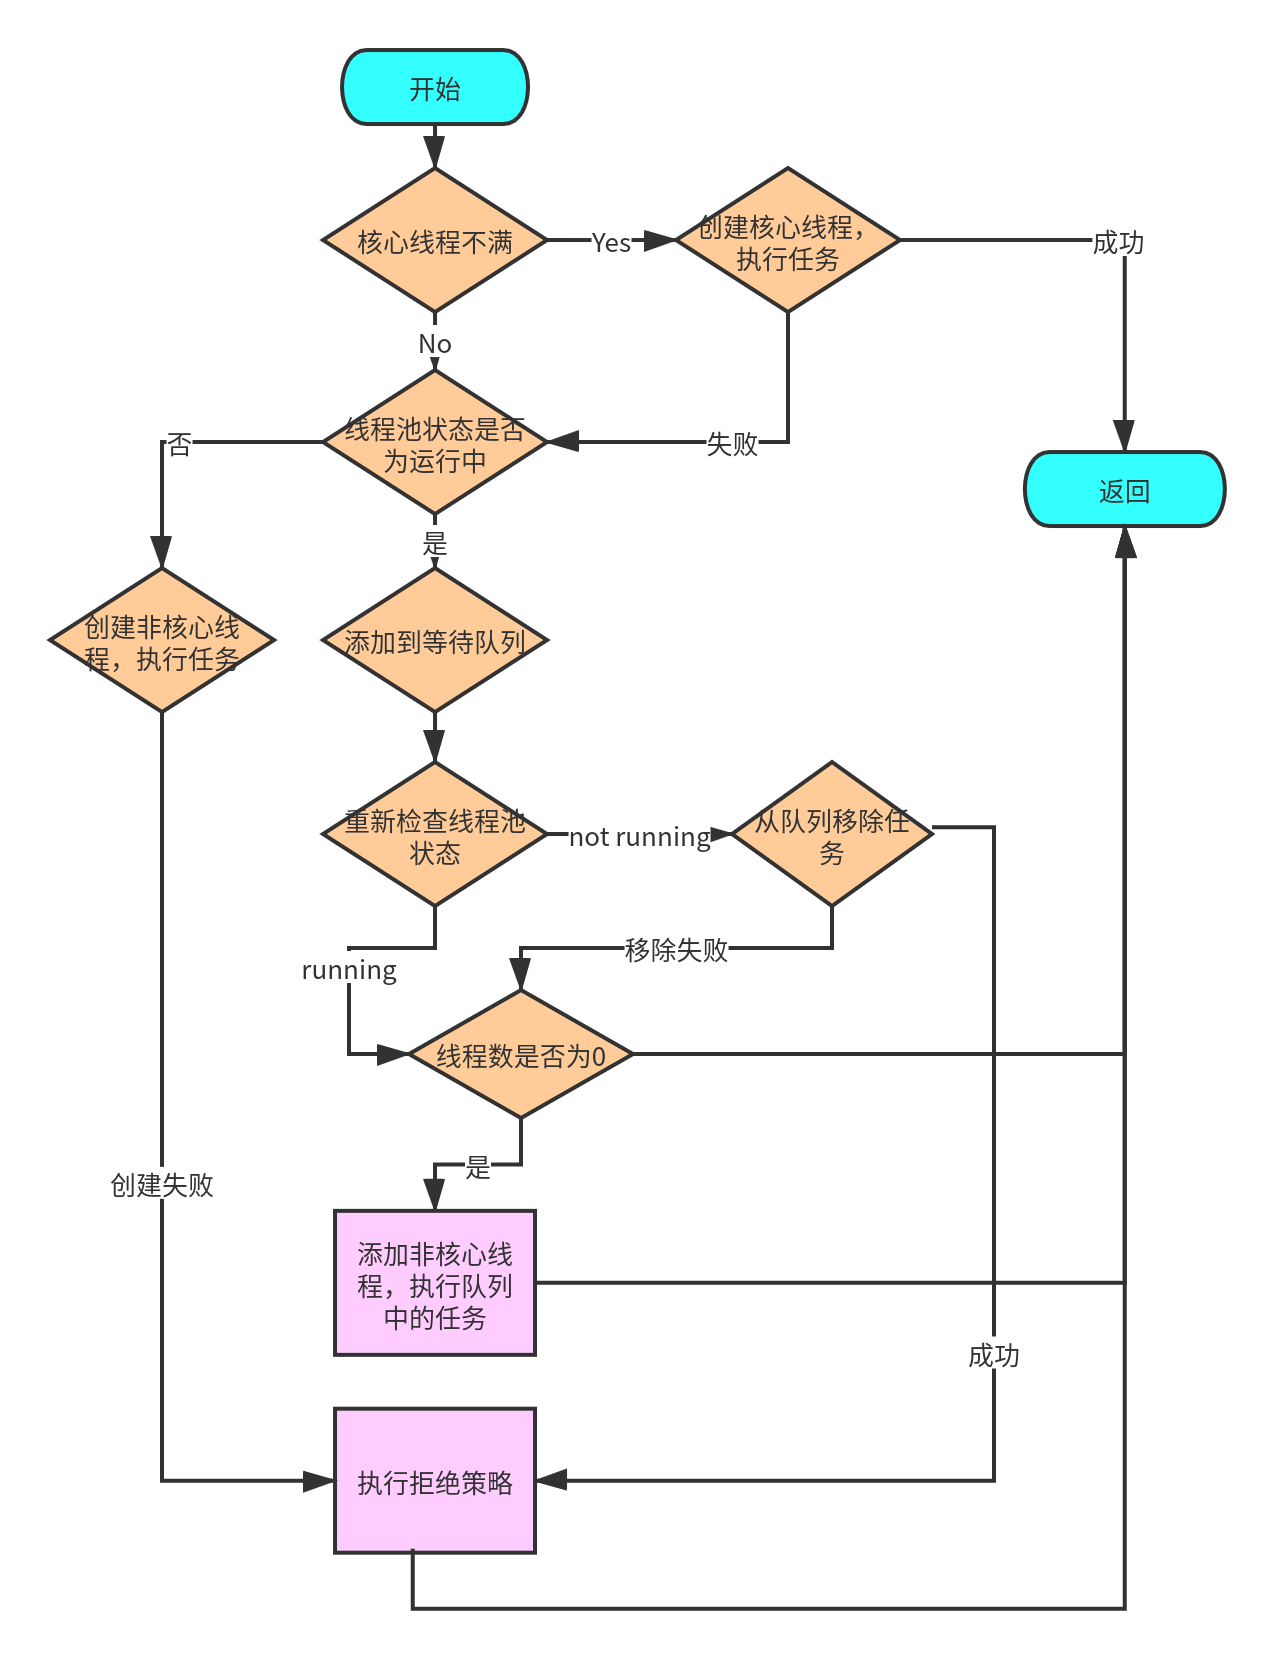 开始
核心线程不满
Yes
创建核心线程，
执行任务
成功
No
线程池状态是否
为运行中
否
失败
返回
是
创建非核心线
程，执行任务
添加到等待队列
重新检查线程池
状态
not running
从队列移除任
务
running
移除失败
线程数是否为0
是
创建失败
添加非核心线
程，执行队列
中的任务
成功
执行拒绝策略